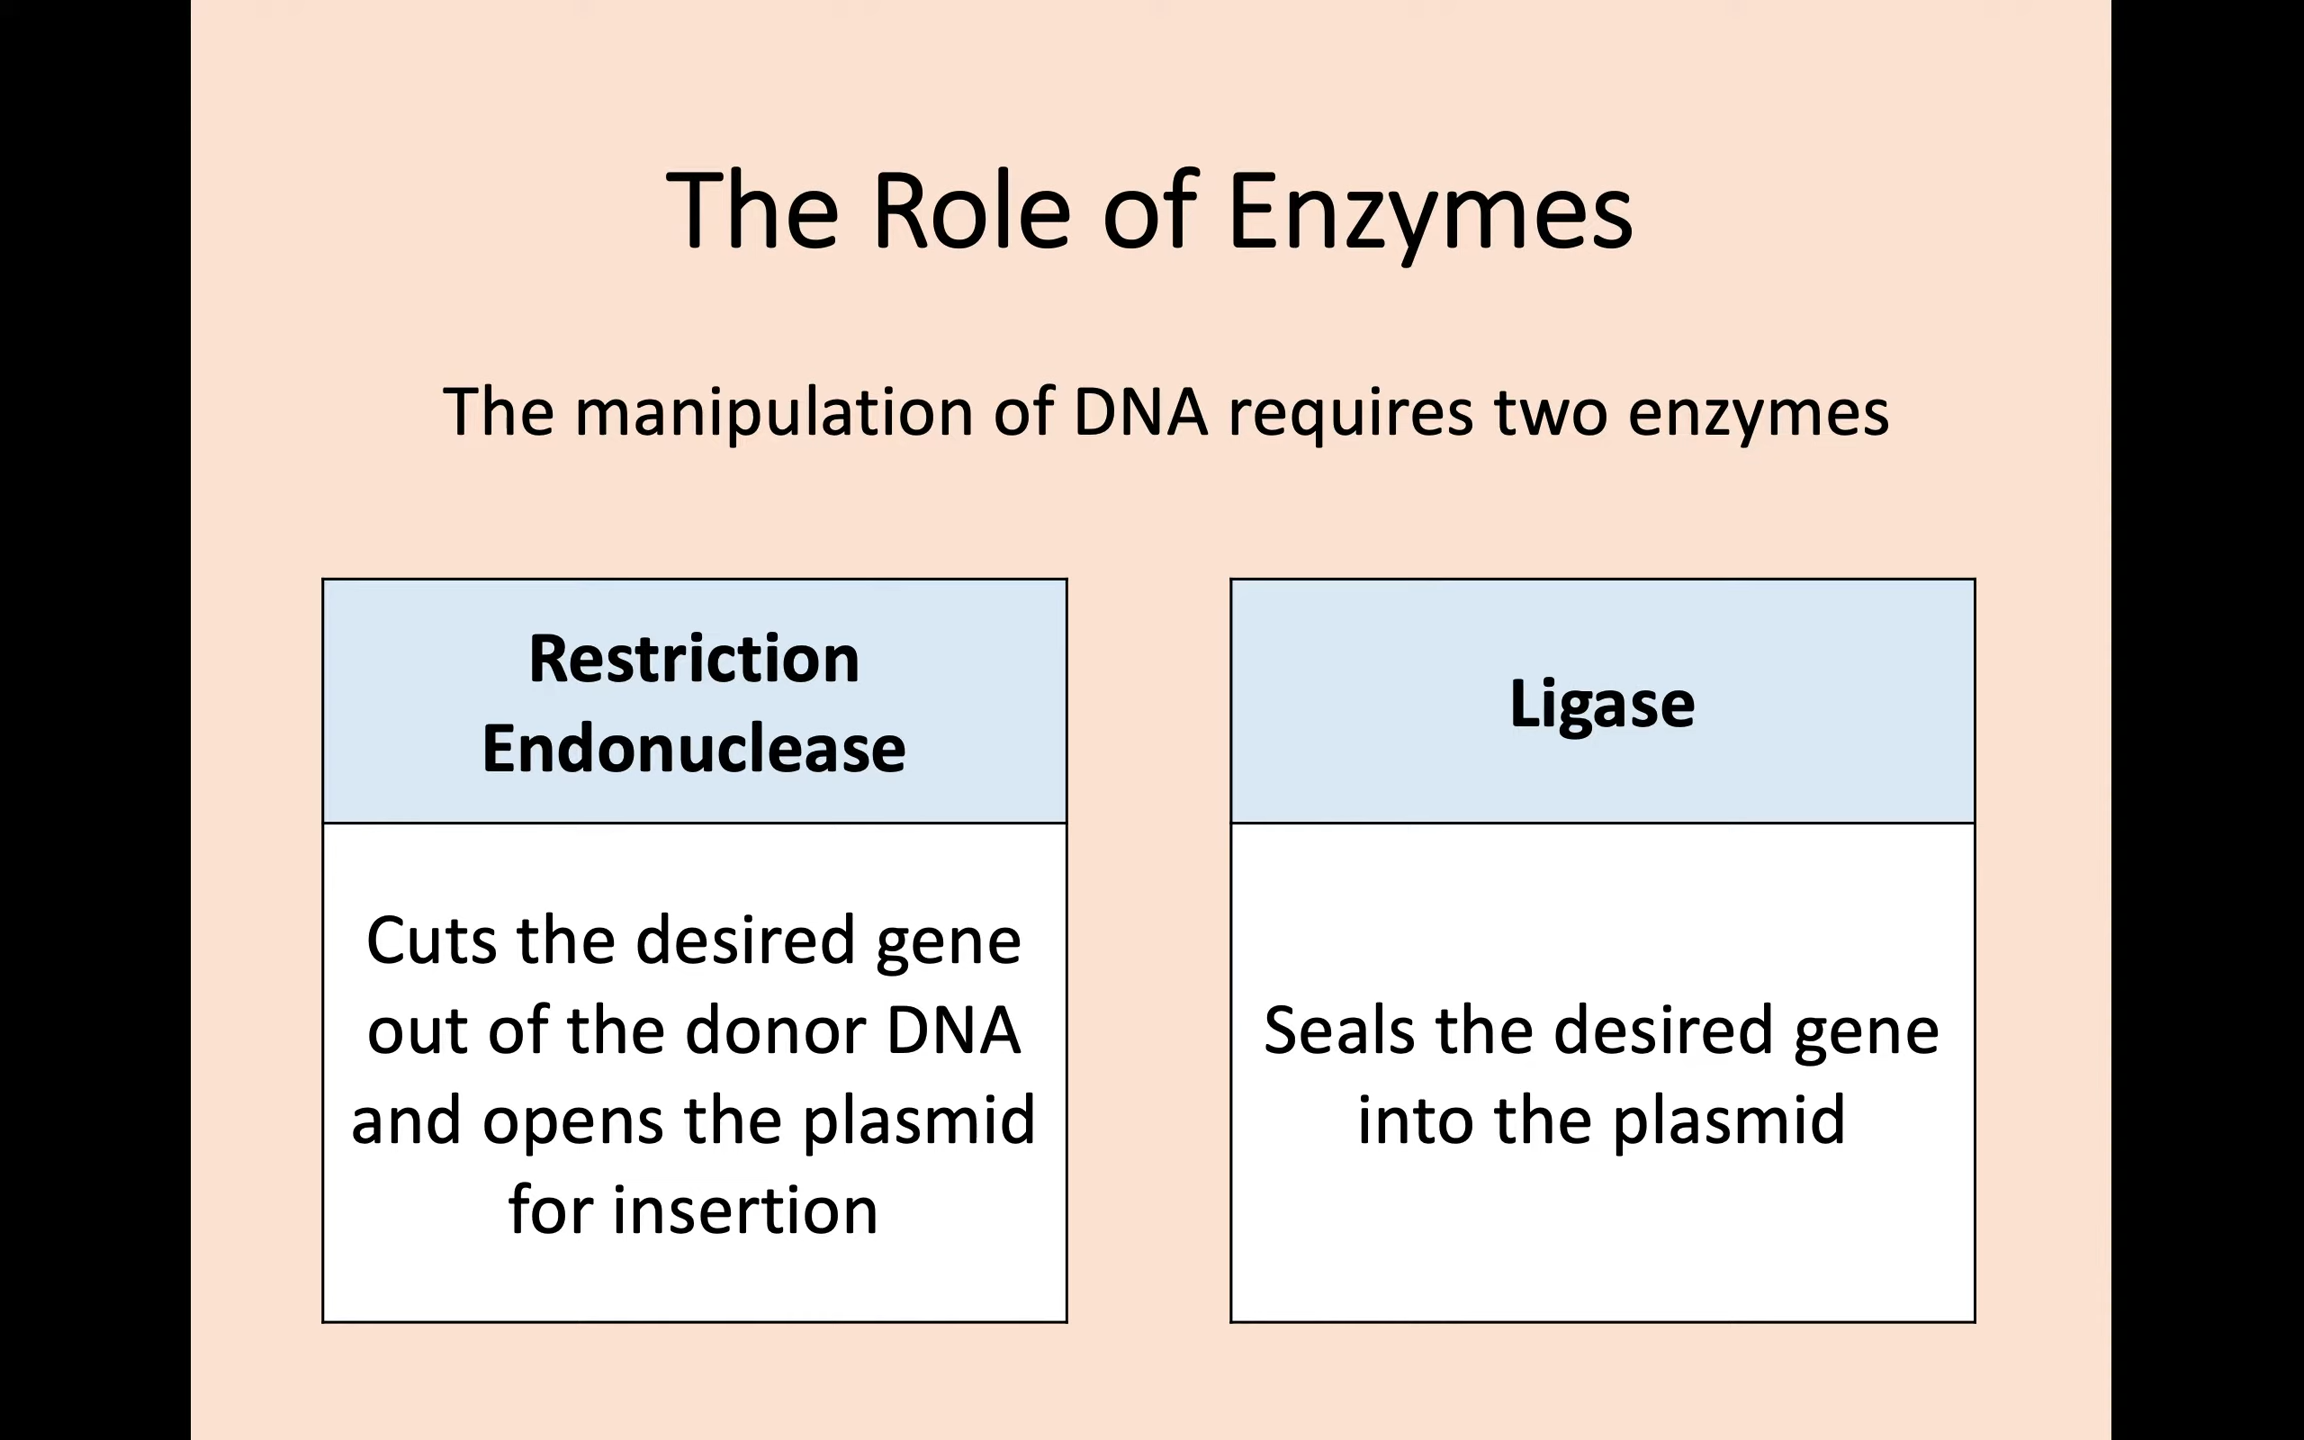 The Role of Enzymes
The manipulation of DNA requires two enzymes
Restriction
Endonuclease
Cuts the desired gene
out of the donor DNA
and opens the plasmid
for insertion
Ligase
Seals the desired gene
into the plasmid